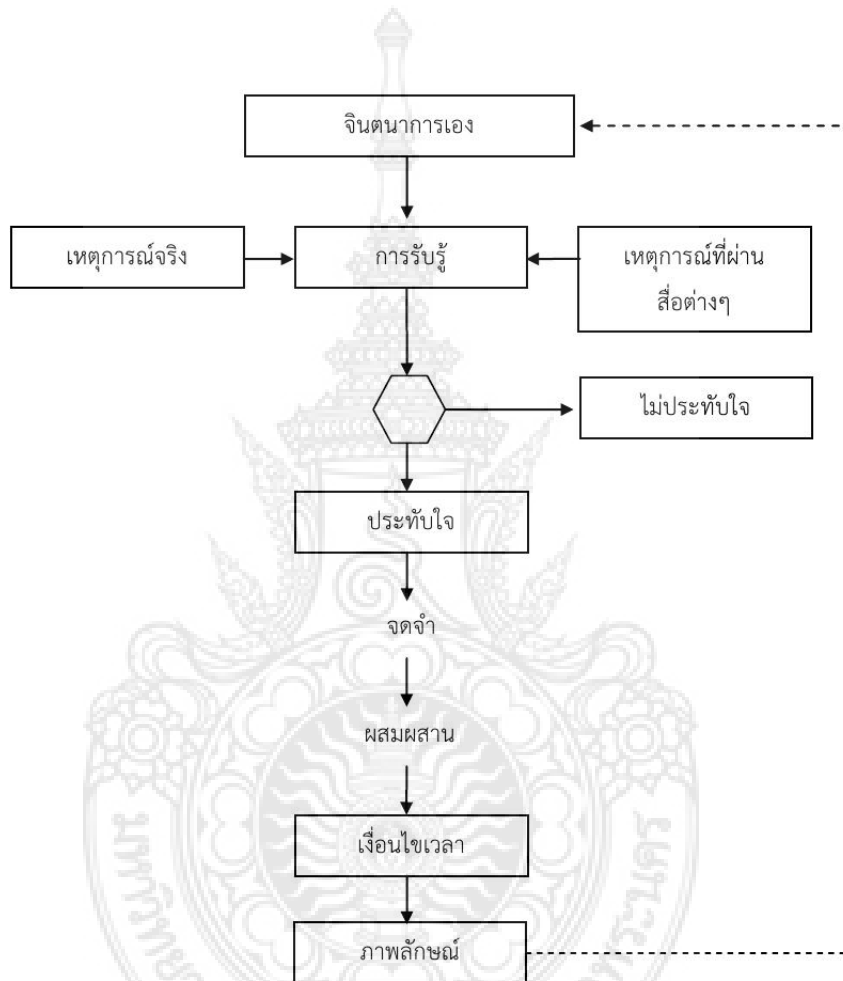 จินตนาการเอง
เหตุการณ์จริง
การรับรู้
เหตุการณ์ที่ผ่าน
สื่อต่างๆ
ไม่ประทับใจ
ประทับใจ
จดจำ
ผสมผสาน
เงื่อนไขเวลา
ภาพลักษณ์